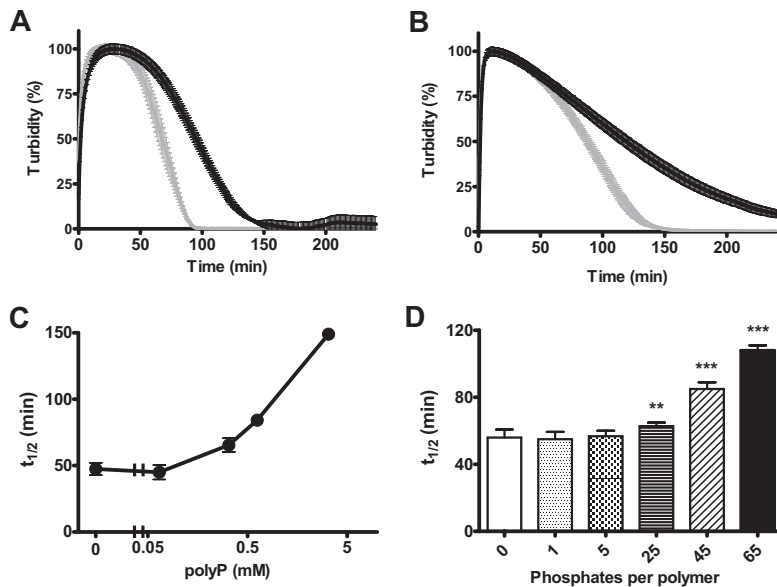 A
Turbidity (%)
100
75
50
25
0
0 50 100 150 200
Time (min)
B
Turbidity (%)
100
75
50
25
0
0 50 100 150 200
Time (min)
C
t1/2 (min)
150
100
50
0
0 0.05 0.5 5
polyP (mM)
D
t1/2 (min)
120
80
40
0
** *** ***
0 1 5 25 45 65
Phosphates per polymer